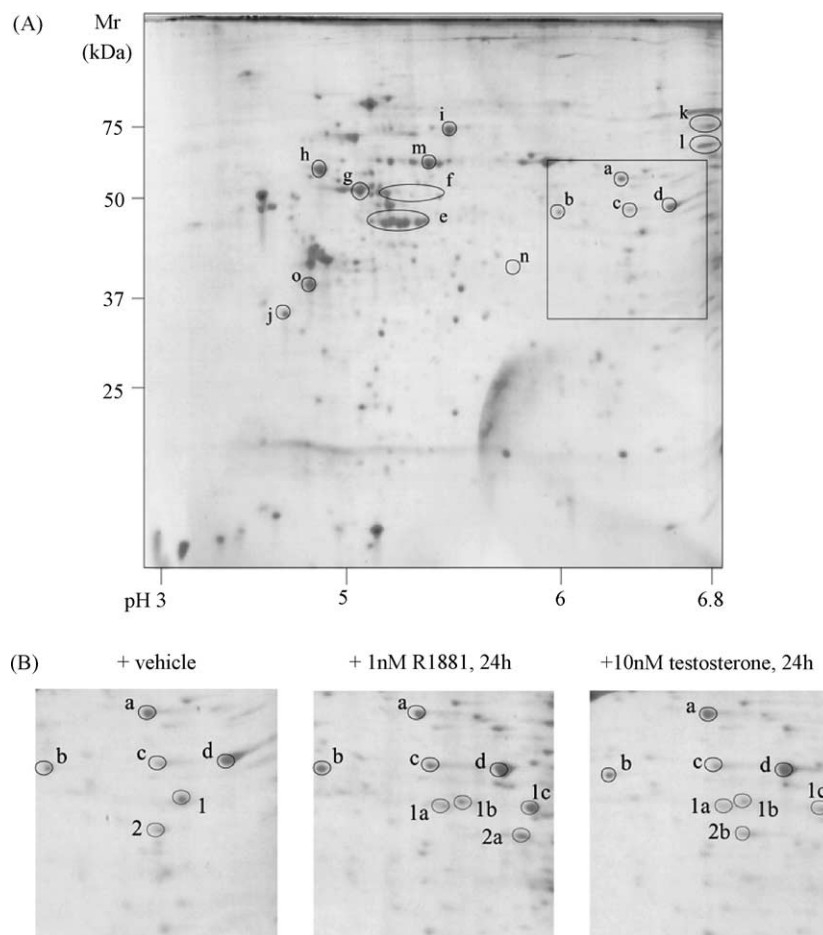 (A)
Mr
(kDa)
75
50
37
25
k
i
l
m
h
a
g
f
b
c
d
e
n
o
j
pH 3
5
6
6.8
(B)
+ vehicle
+ 1nM R1881, 24h
+10nM testosterone, 24h
a
b
c
d
1
2
a
b
c
d
1a
1b
1c
2a
a
b
c
d
1a
1b
1c
2b